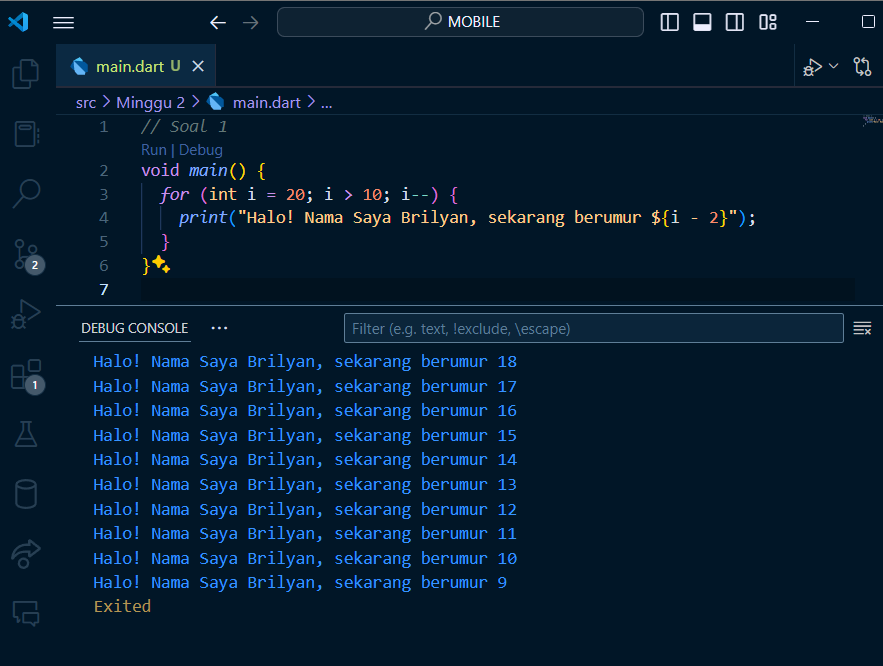 MOBILE
main.dart U
src > Minggu 2 > main.dart > ...
1 // Soal 1
Run | Debug
2 void main() {
3 for (int i = 20; i > 10; i--) {
4 print("Halo! Nama Saya Brilyan, sekarang berumur ${i - 2}");
5 }
6 }
7
2
1
DEBUG CONSOLE ...
Filter (e.g. text, !exclude, \escape)
Halo! Nama Saya Brilyan, sekarang berumur 18
Halo! Nama Saya Brilyan, sekarang berumur 17
Halo! Nama Saya Brilyan, sekarang berumur 16
Halo! Nama Saya Brilyan, sekarang berumur 15
Halo! Nama Saya Brilyan, sekarang berumur 14
Halo! Nama Saya Brilyan, sekarang berumur 13
Halo! Nama Saya Brilyan, sekarang berumur 12
Halo! Nama Saya Brilyan, sekarang berumur 11
Halo! Nama Saya Brilyan, sekarang berumur 10
Halo! Nama Saya Brilyan, sekarang berumur 9
Exited